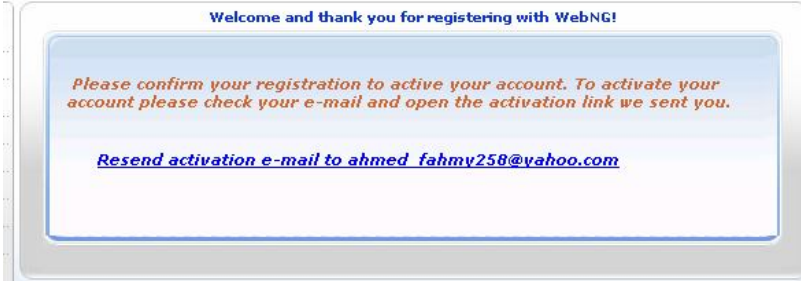 Welcome and thank you for registering with WebNG!
Please confirm your registration to active your account. To activate your
account please check your e-mail and open the activation link we sent you.
Resend activation e-mail to ahmed_fahmy258@yahoo.com